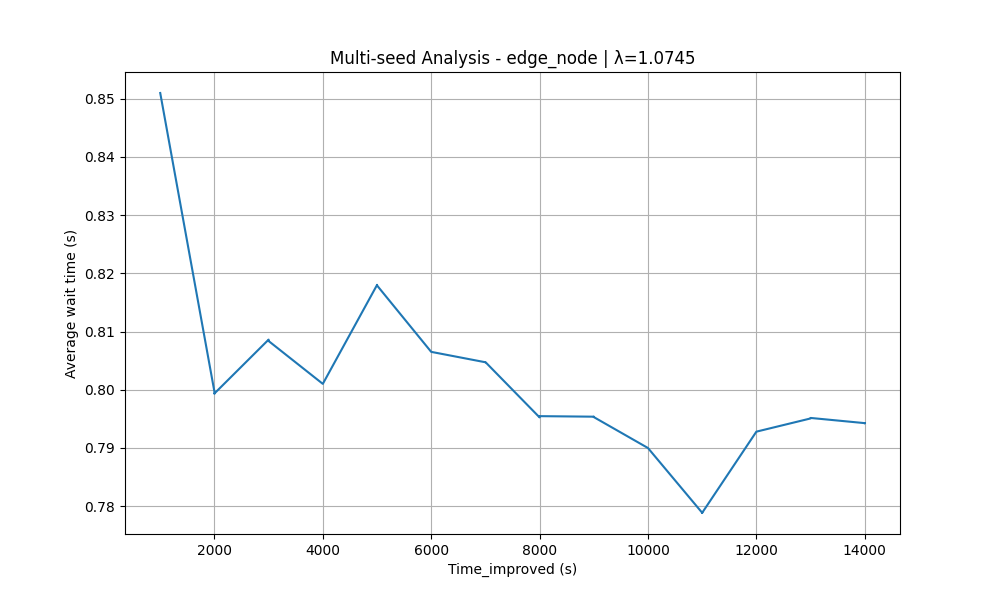 Multi-seed Analysis - edge_node | λ=1.0745
Average wait time (s)
0.85
0.84
0.83
0.82
0.81
0.80
0.79
0.78
2000 4000 6000 8000 10000 12000 14000
Time_improved (s)